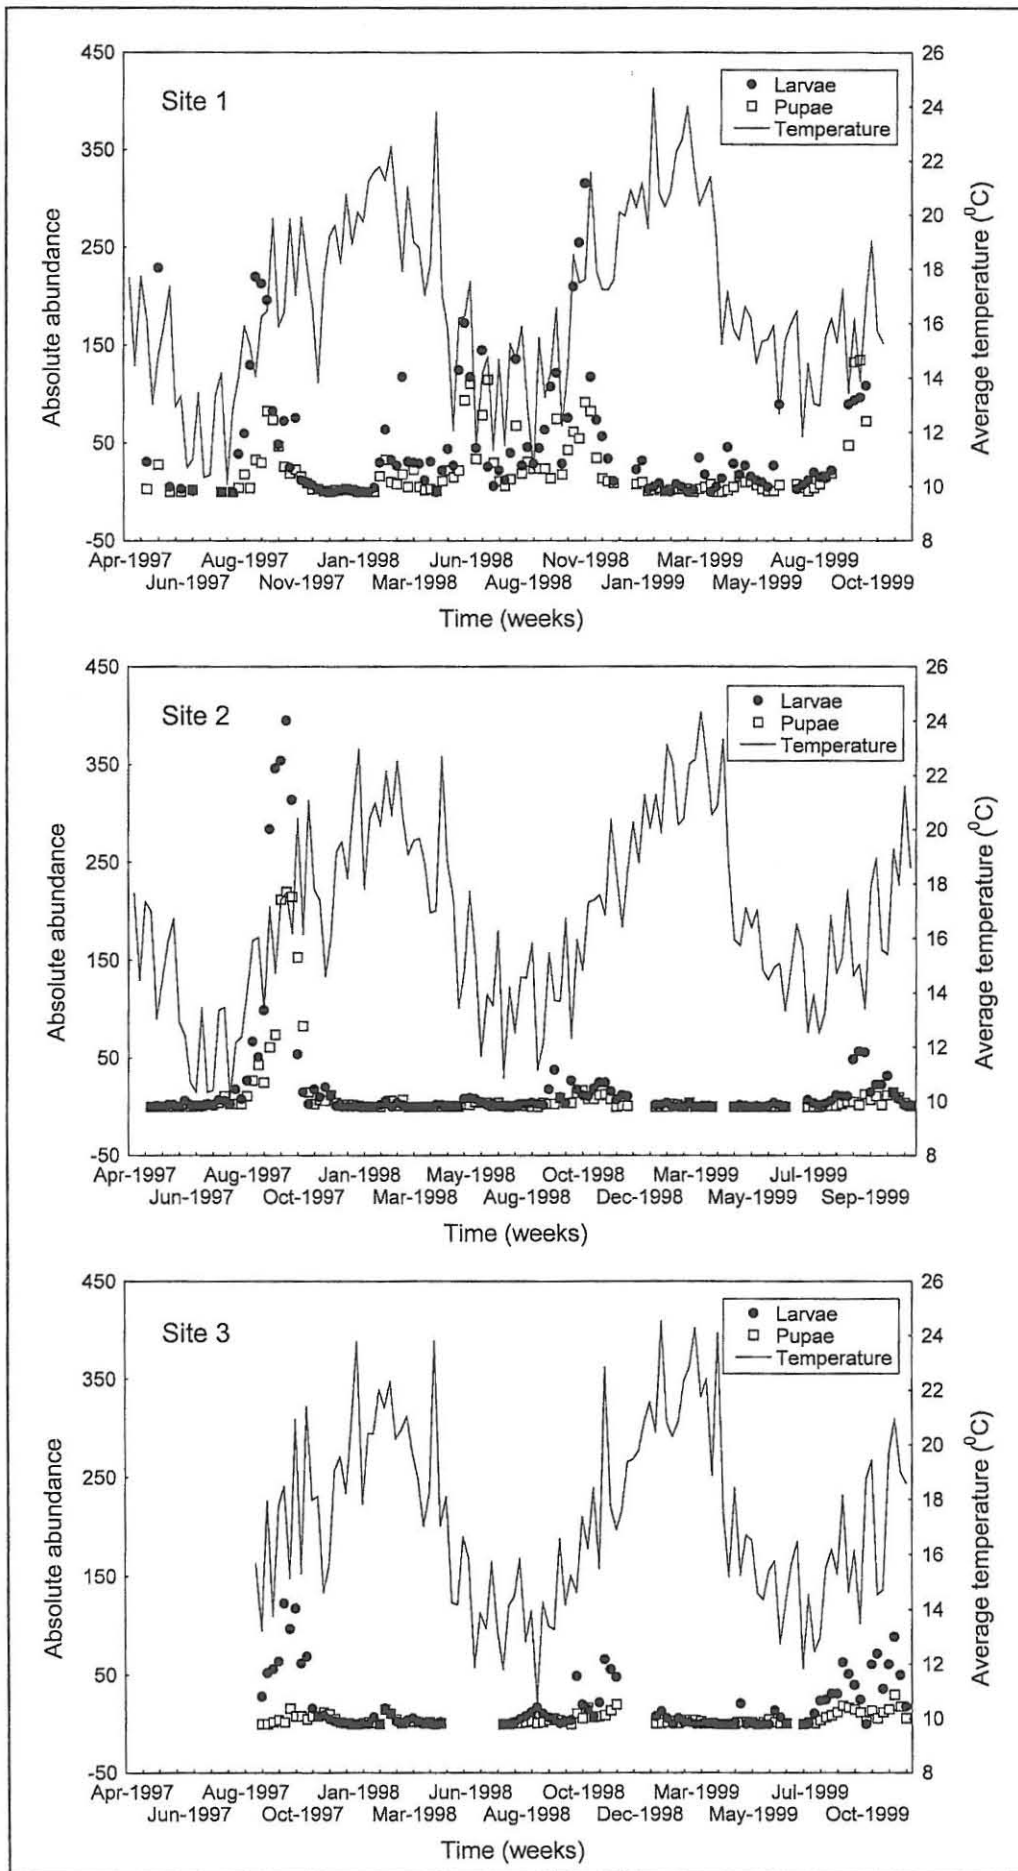 450
350
250
150
50
-50
Absolute abundance
Site 1
Larvae
Pupae
Temperature
26
24
22
20
18
16
14
12
10
8
Average temperature (⁰C)
Apr-1997 Aug-1997 Jan-1998 Jun-1998 Nov-1998 Mar-1999 Aug-1999
Jun-1997 Nov-1997 Mar-1998 Aug-1998 Jan-1999 May-1999 Oct-1999
Time (weeks)
450
350
250
150
50
-50
Absolute abundance
Site 2
Larvae
Pupae
Temperature
26
24
22
20
18
16
14
12
10
8
Average temperature (⁰C)
Apr-1997 Aug-1997 Jan-1998 May-1998 Oct-1998 Mar-1999 Jul-1999
Jun-1997 Oct-1997 Mar-1998 Aug-1998 Dec-1998 May-1999 Sep-1999
Time (weeks)
450
350
250
150
50
-50
Absolute abundance
Site 3
Larvae
Pupae
Temperature
26
24
22
20
18
16
14
12
10
8
Average temperature (⁰C)
Apr-1997 Aug-1997 Jan-1998 Jun-1998 Oct-1998 Mar-1999 Jul-1999
Jun-1997 Oct-1997 Mar-1998 Aug-1998 Dec-1998 May-1999 Oct-1999
Time (weeks)